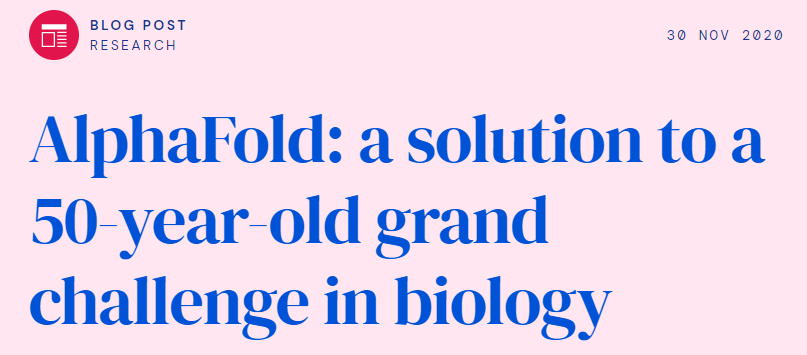 BLOG POST
RESEARCH
30 NOV 2020
AlphaFold: a solution to a
50-year-old grand
challenge in biology